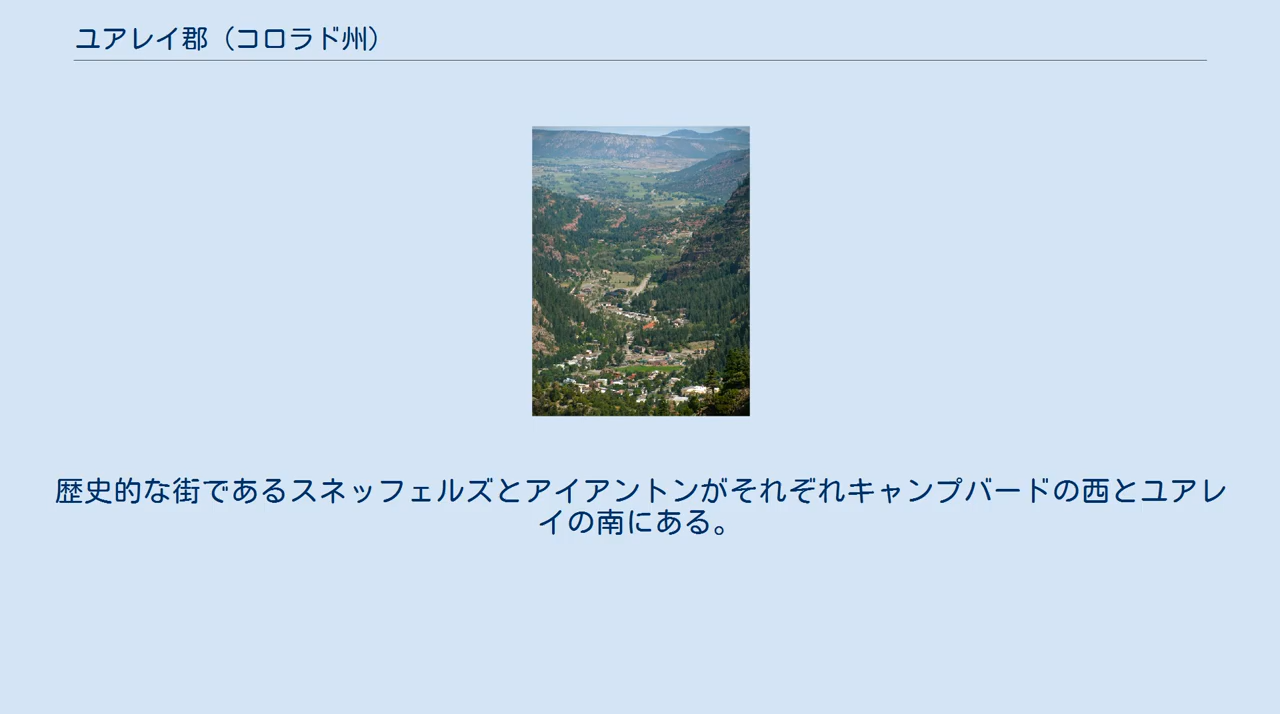 ユアレイ郡（コロラド州）
歴史的な街であるスネッフェルズとアイアントンがそれぞれキャンプバードの西とユアレ
イの南にある。